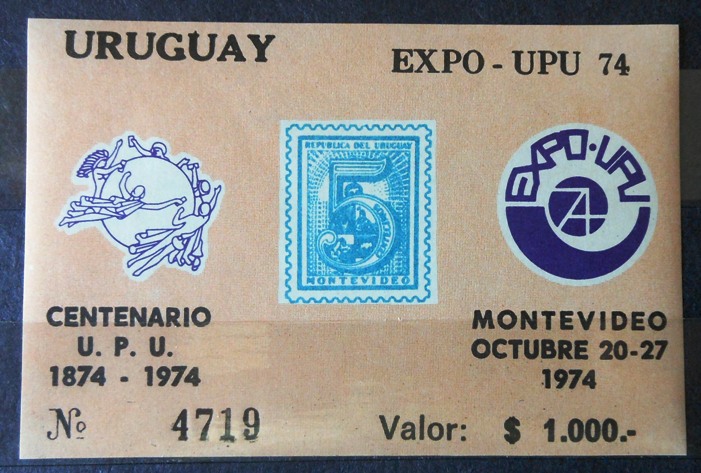 URUGUAY
EXPO - UPU 74
REPUBLICA DEL URUGUAY
5
CENTESIMOS
MONTEVIDEO
EXPO·UPU
74
CENTENARIO
U. P. U.
1874 - 1974
MONTEVIDEO
OCTUBRE 20-27
1974
Nº 4719
Valor: $ 1.000.-